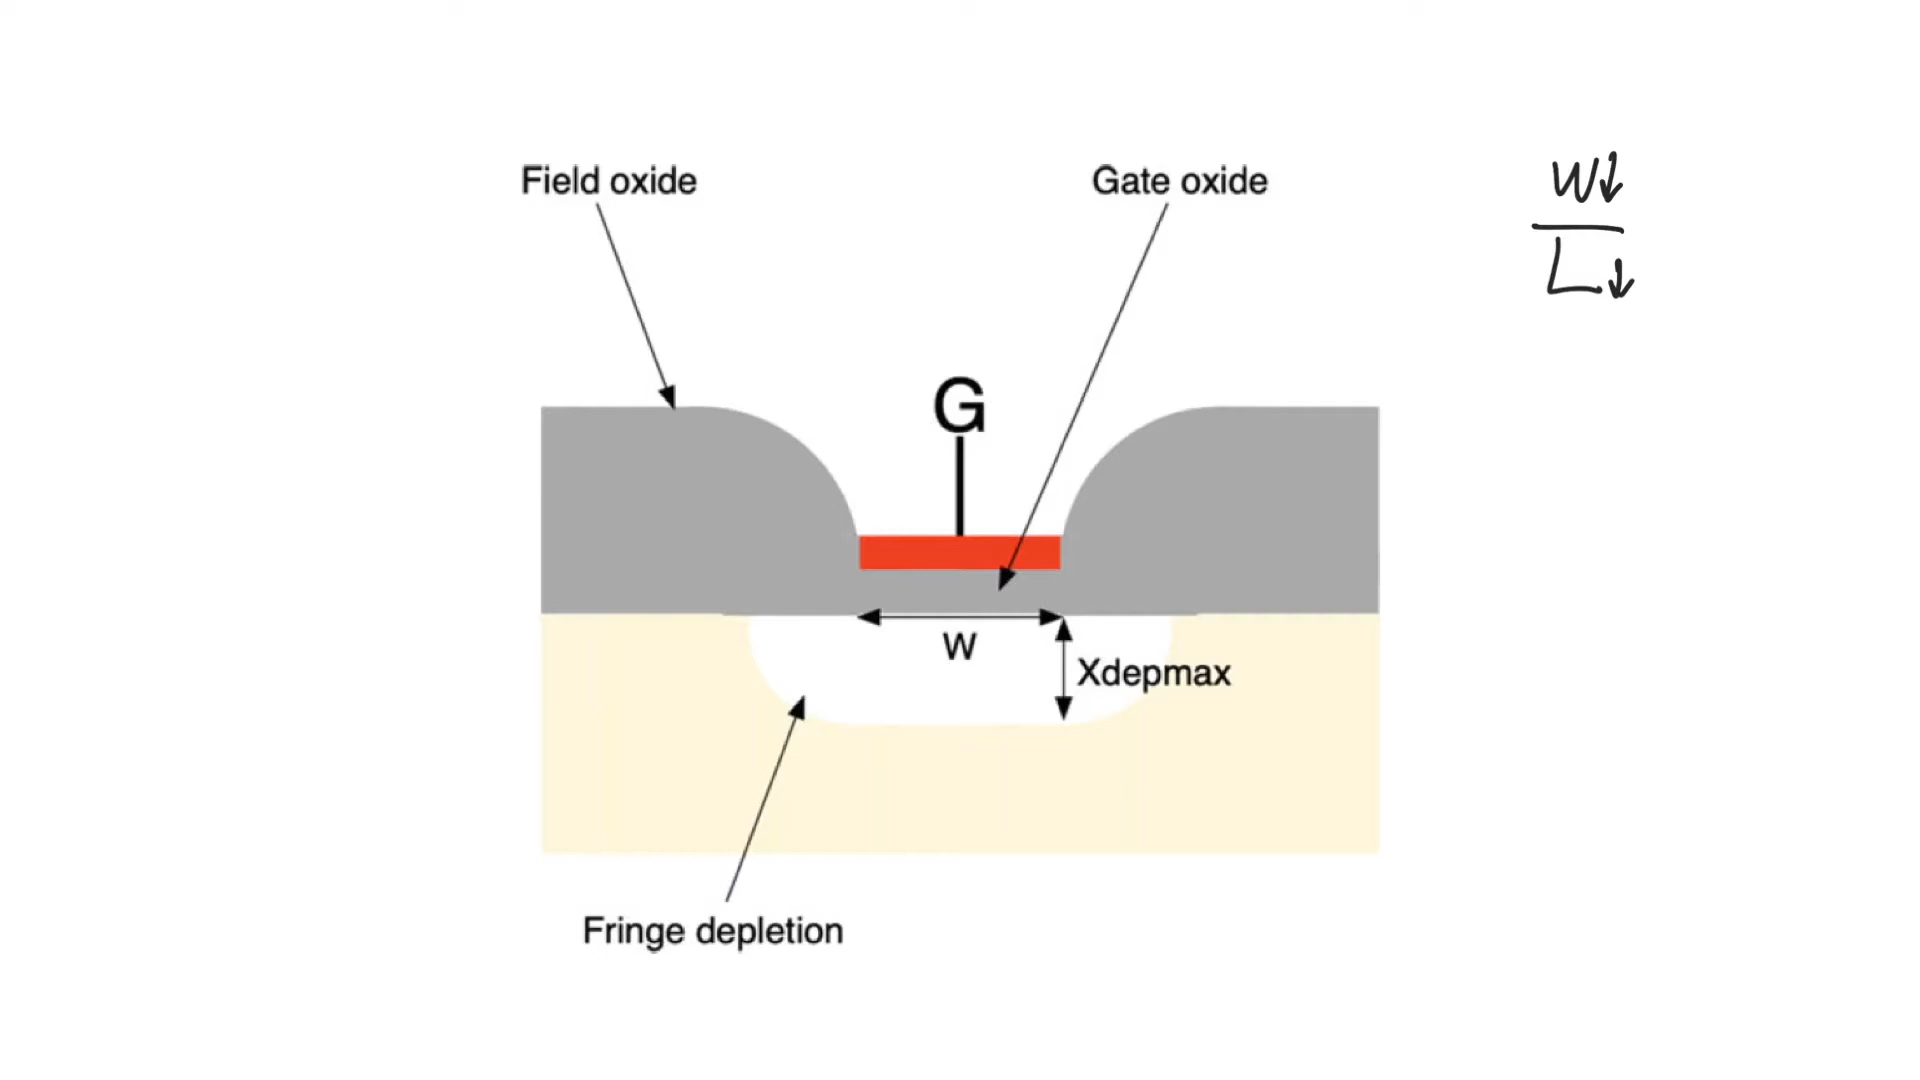 Field oxide
Gate oxide
W↓
L↓
G
W
Xdepmax
Fringe depletion